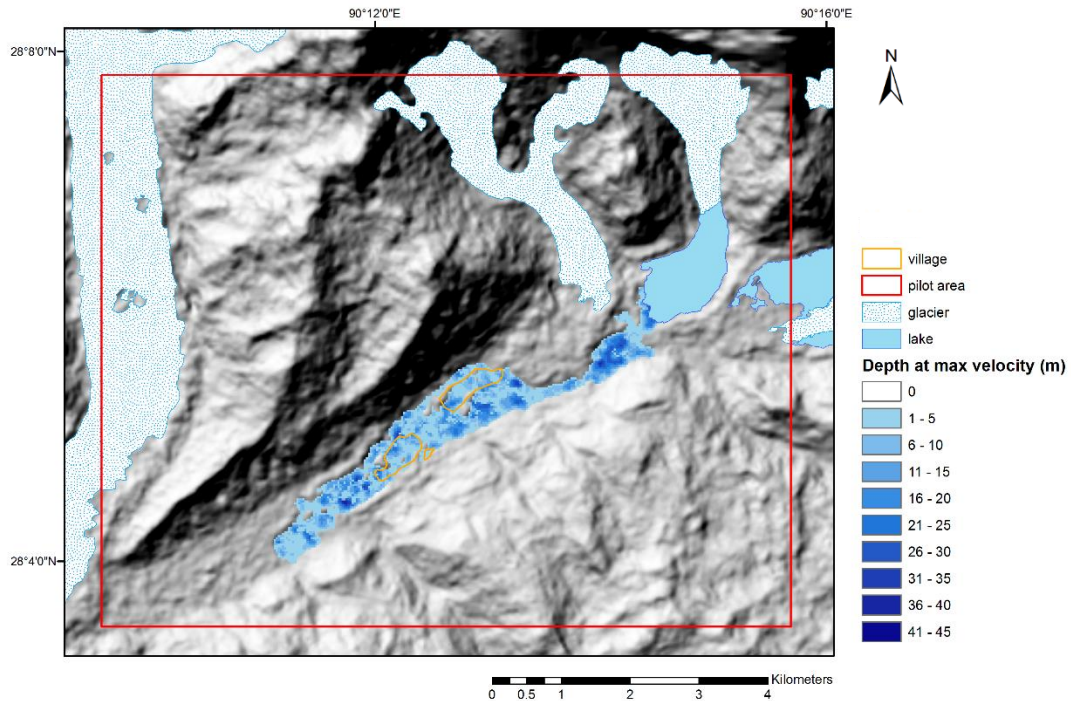 90°12'0"E
90°16'0"E
28°8'0"N
N
village
pilot area
glacier
lake
Depth at max velocity (m)
0
1 - 5
6 - 10
11 - 15
16 - 20
21 - 25
28°4'0"N
26 - 30
31 - 35
36 - 40
41 - 45
Kilometers
0 0.5 1 2 3 4